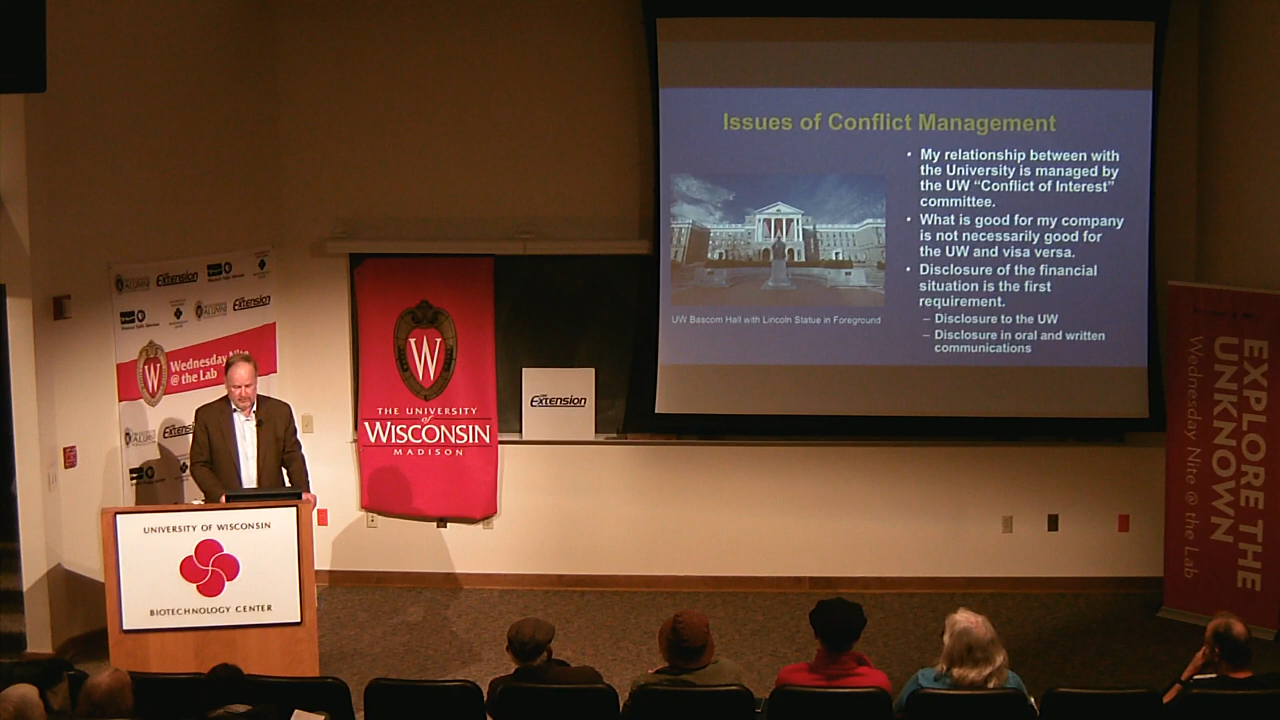 Issues of Conflict Management
• My relationship between with
the University is managed by
the UW “Conflict of Interest”
committee.
• What is good for my company
is not necessarily good for
the UW and visa versa.
• Disclosure of the financial
situation is the first
requirement.
– Disclosure to the UW
– Disclosure in oral and written
communications
UW Bascom Hall with Lincoln Statue in Foreground
Extension
ALUMNI
Extension
Wednesday Nite
@ the Lab
W
ALUMNI
Extension
W
THE UNIVERSITY
of
WISCONSIN
MADISON
Extension
UNIVERSITY OF WISCONSIN
BIOTECHNOLOGY CENTER
EXPLORE THE
UNKNOWN
Wednesday Nite @ the Lab